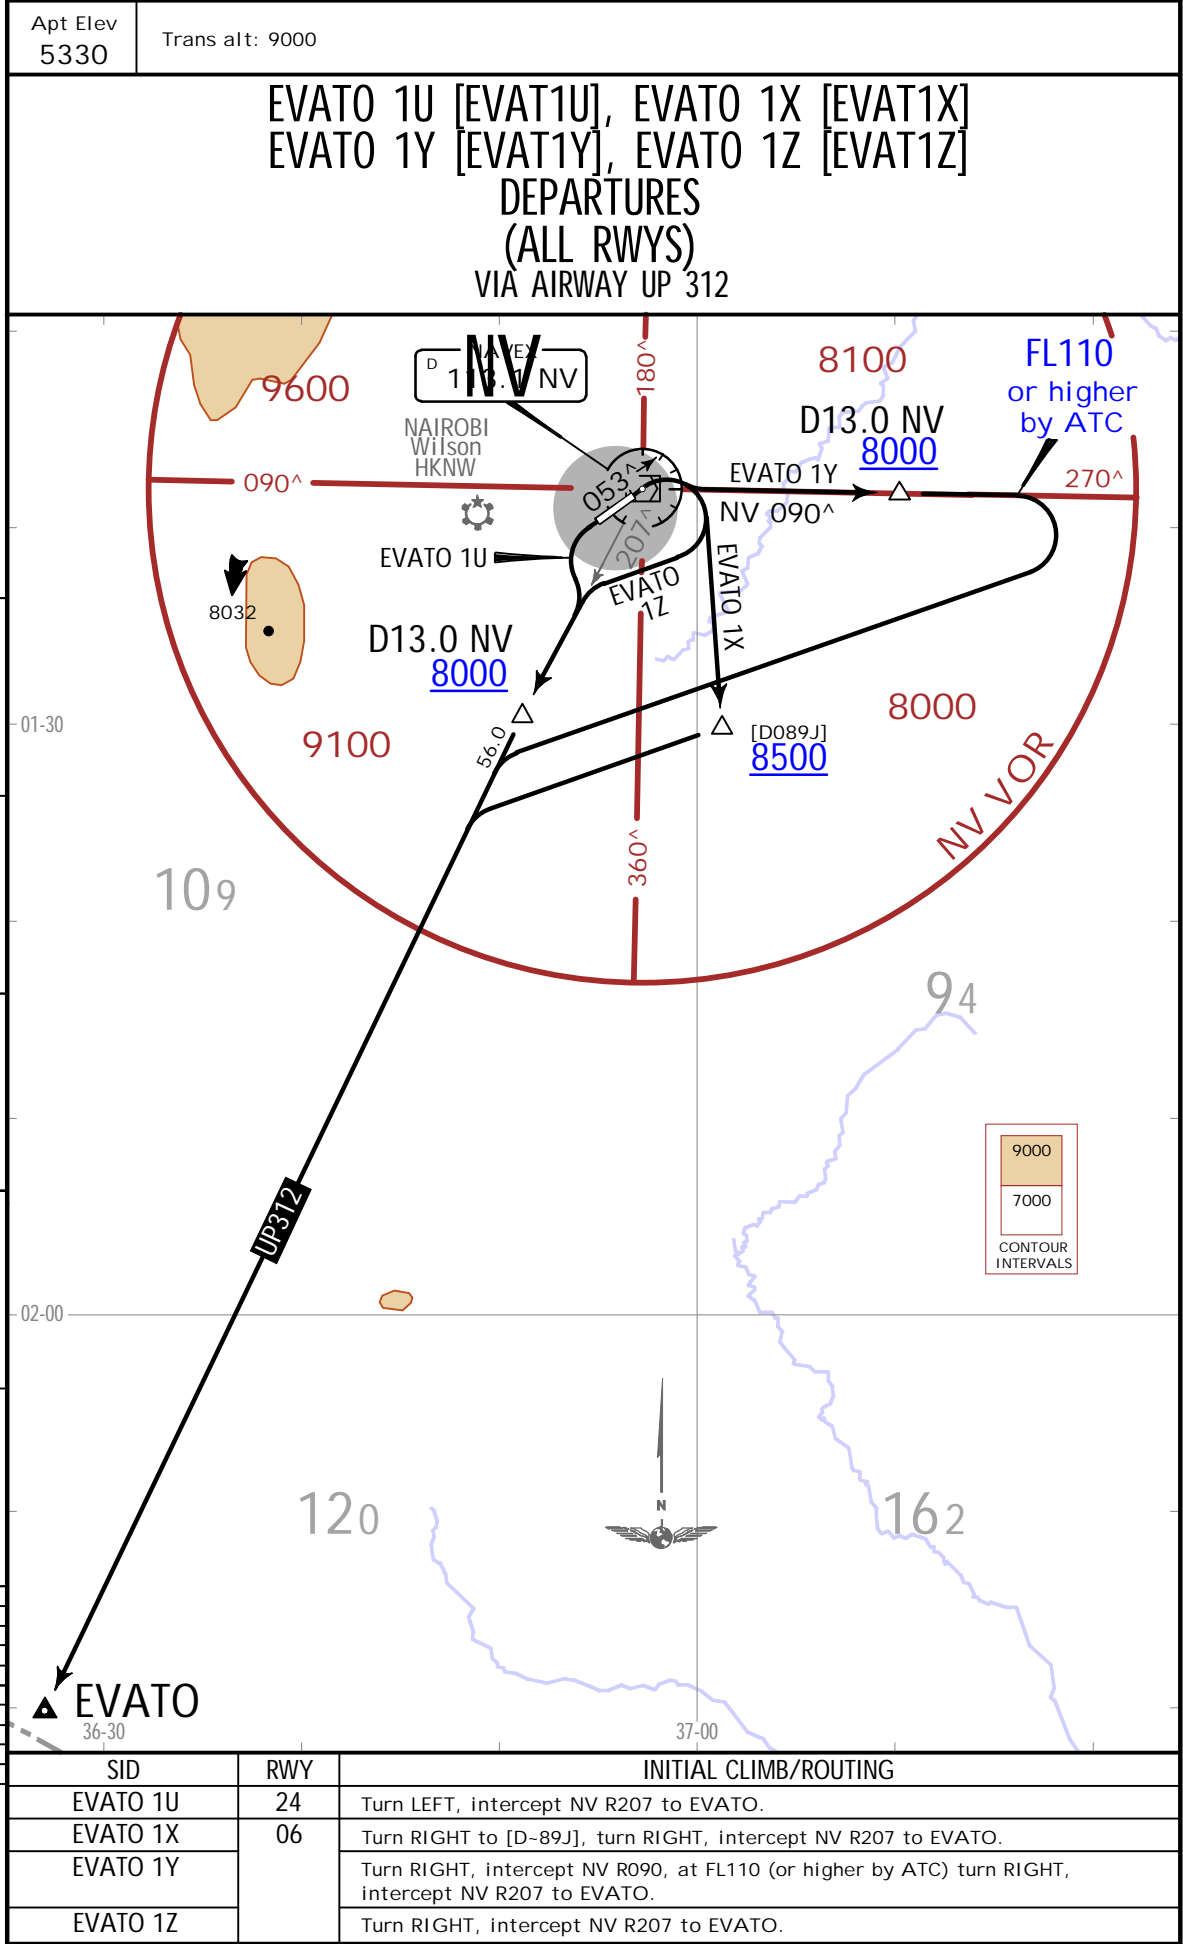 Apt Elev
5330
Trans alt: 9000
EVATO 1U [EVAT1U], EVATO 1X [EVAT1X]
EVATO 1Y [EVAT1Y], EVATO 1Z [EVAT1Z]
DEPARTURES
(ALL RWYS)
VIA AIRWAY UP 312
9600
NV
D 113.1 NV
180^
8100
FL110
or higher
by ATC
D13.0 NV
8000
NAIROBI
Wilson
HKNW
090^
053^
EVATO 1Y
NV 090^
270^
207^
EVATO 1U
EVATO
1Z
EVATO 1X
8032
D13.0 NV
8000
01-30
56.0
9100
[D089J]
8500
8000
NV VOR
360^
109
94
9000
7000
CONTOUR
INTERVALS
UP312
02-00
N
120
162
EVATO
36-30
37-00
SID RWY INITIAL CLIMB/ROUTING
EVATO 1U 24 Turn LEFT, intercept NV R207 to EVATO.
EVATO 1X 06 Turn RIGHT to [D~89J], turn RIGHT, intercept NV R207 to EVATO.
EVATO 1Y Turn RIGHT, intercept NV R090, at FL110 (or higher by ATC) turn RIGHT,
intercept NV R207 to EVATO.
EVATO 1Z Turn RIGHT, intercept NV R207 to EVATO.